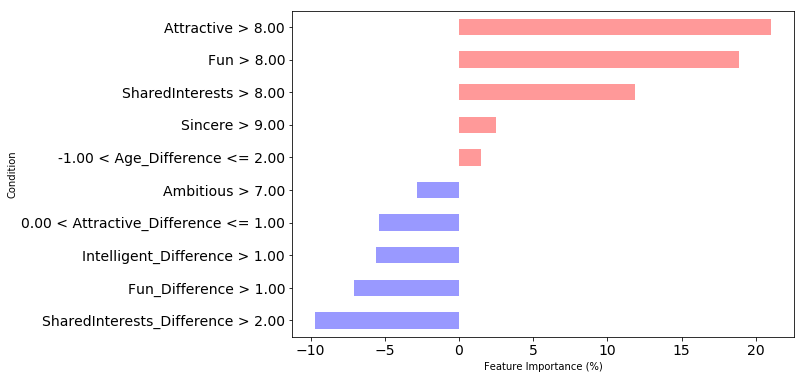 Attractive > 8.00
Fun > 8.00
SharedInterests > 8.00
Sincere > 9.00
-1.00 < Age_Difference <= 2.00
Ambitious > 7.00
0.00 < Attractive_Difference <= 1.00
Intelligent_Difference > 1.00
Fun_Difference > 1.00
SharedInterests_Difference > 2.00
Condition
−10 −5 0 5 10 15 20
Feature Importance (%)